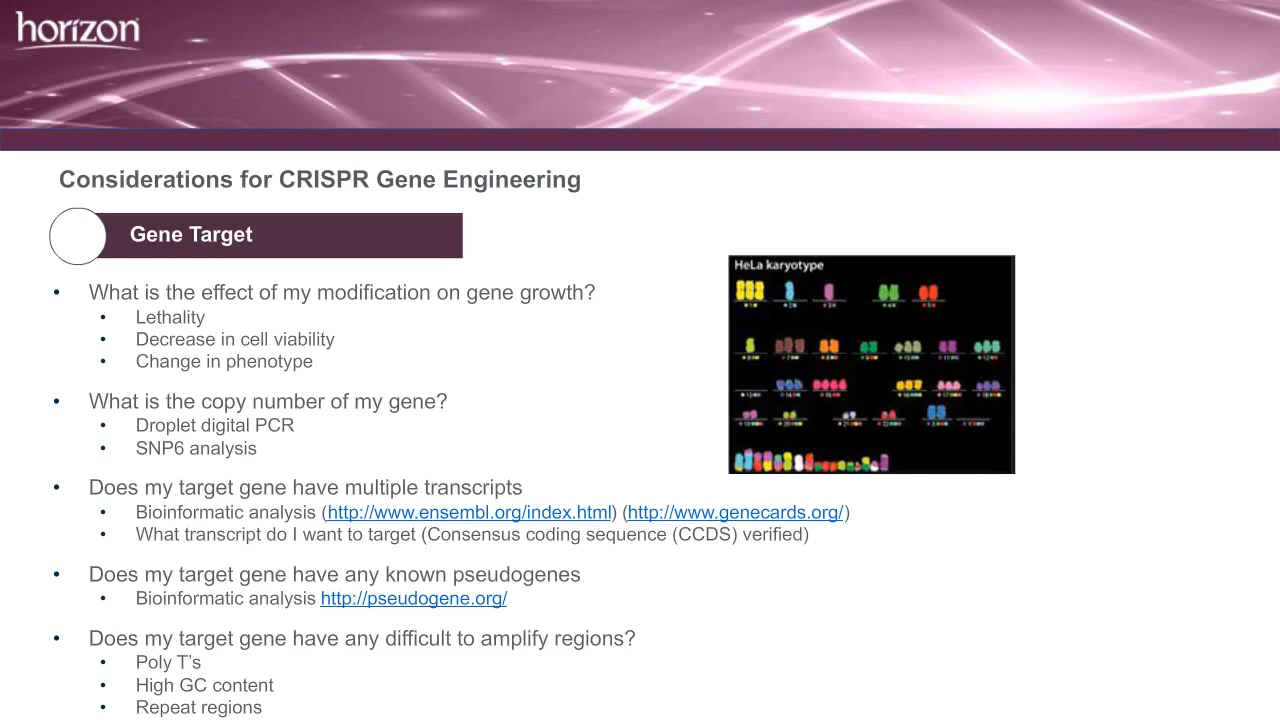 horizon
Considerations for CRISPR Gene Engineering
Gene Target
• What is the effect of my modification on gene growth?
• Lethality
• Decrease in cell viability
• Change in phenotype
• What is the copy number of my gene?
• Droplet digital PCR
• SNP6 analysis
• Does my target gene have multiple transcripts
• Bioinformatic analysis (http://www.ensembl.org/index.html) (http://www.genecards.org/)
• What transcript do I want to target (Consensus coding sequence (CCDS) verified)
• Does my target gene have any known pseudogenes
• Bioinformatic analysis http://pseudogene.org/
• Does my target gene have any difficult to amplify regions?
• Poly T’s
• High GC content
• Repeat regions
HeLa karyotype